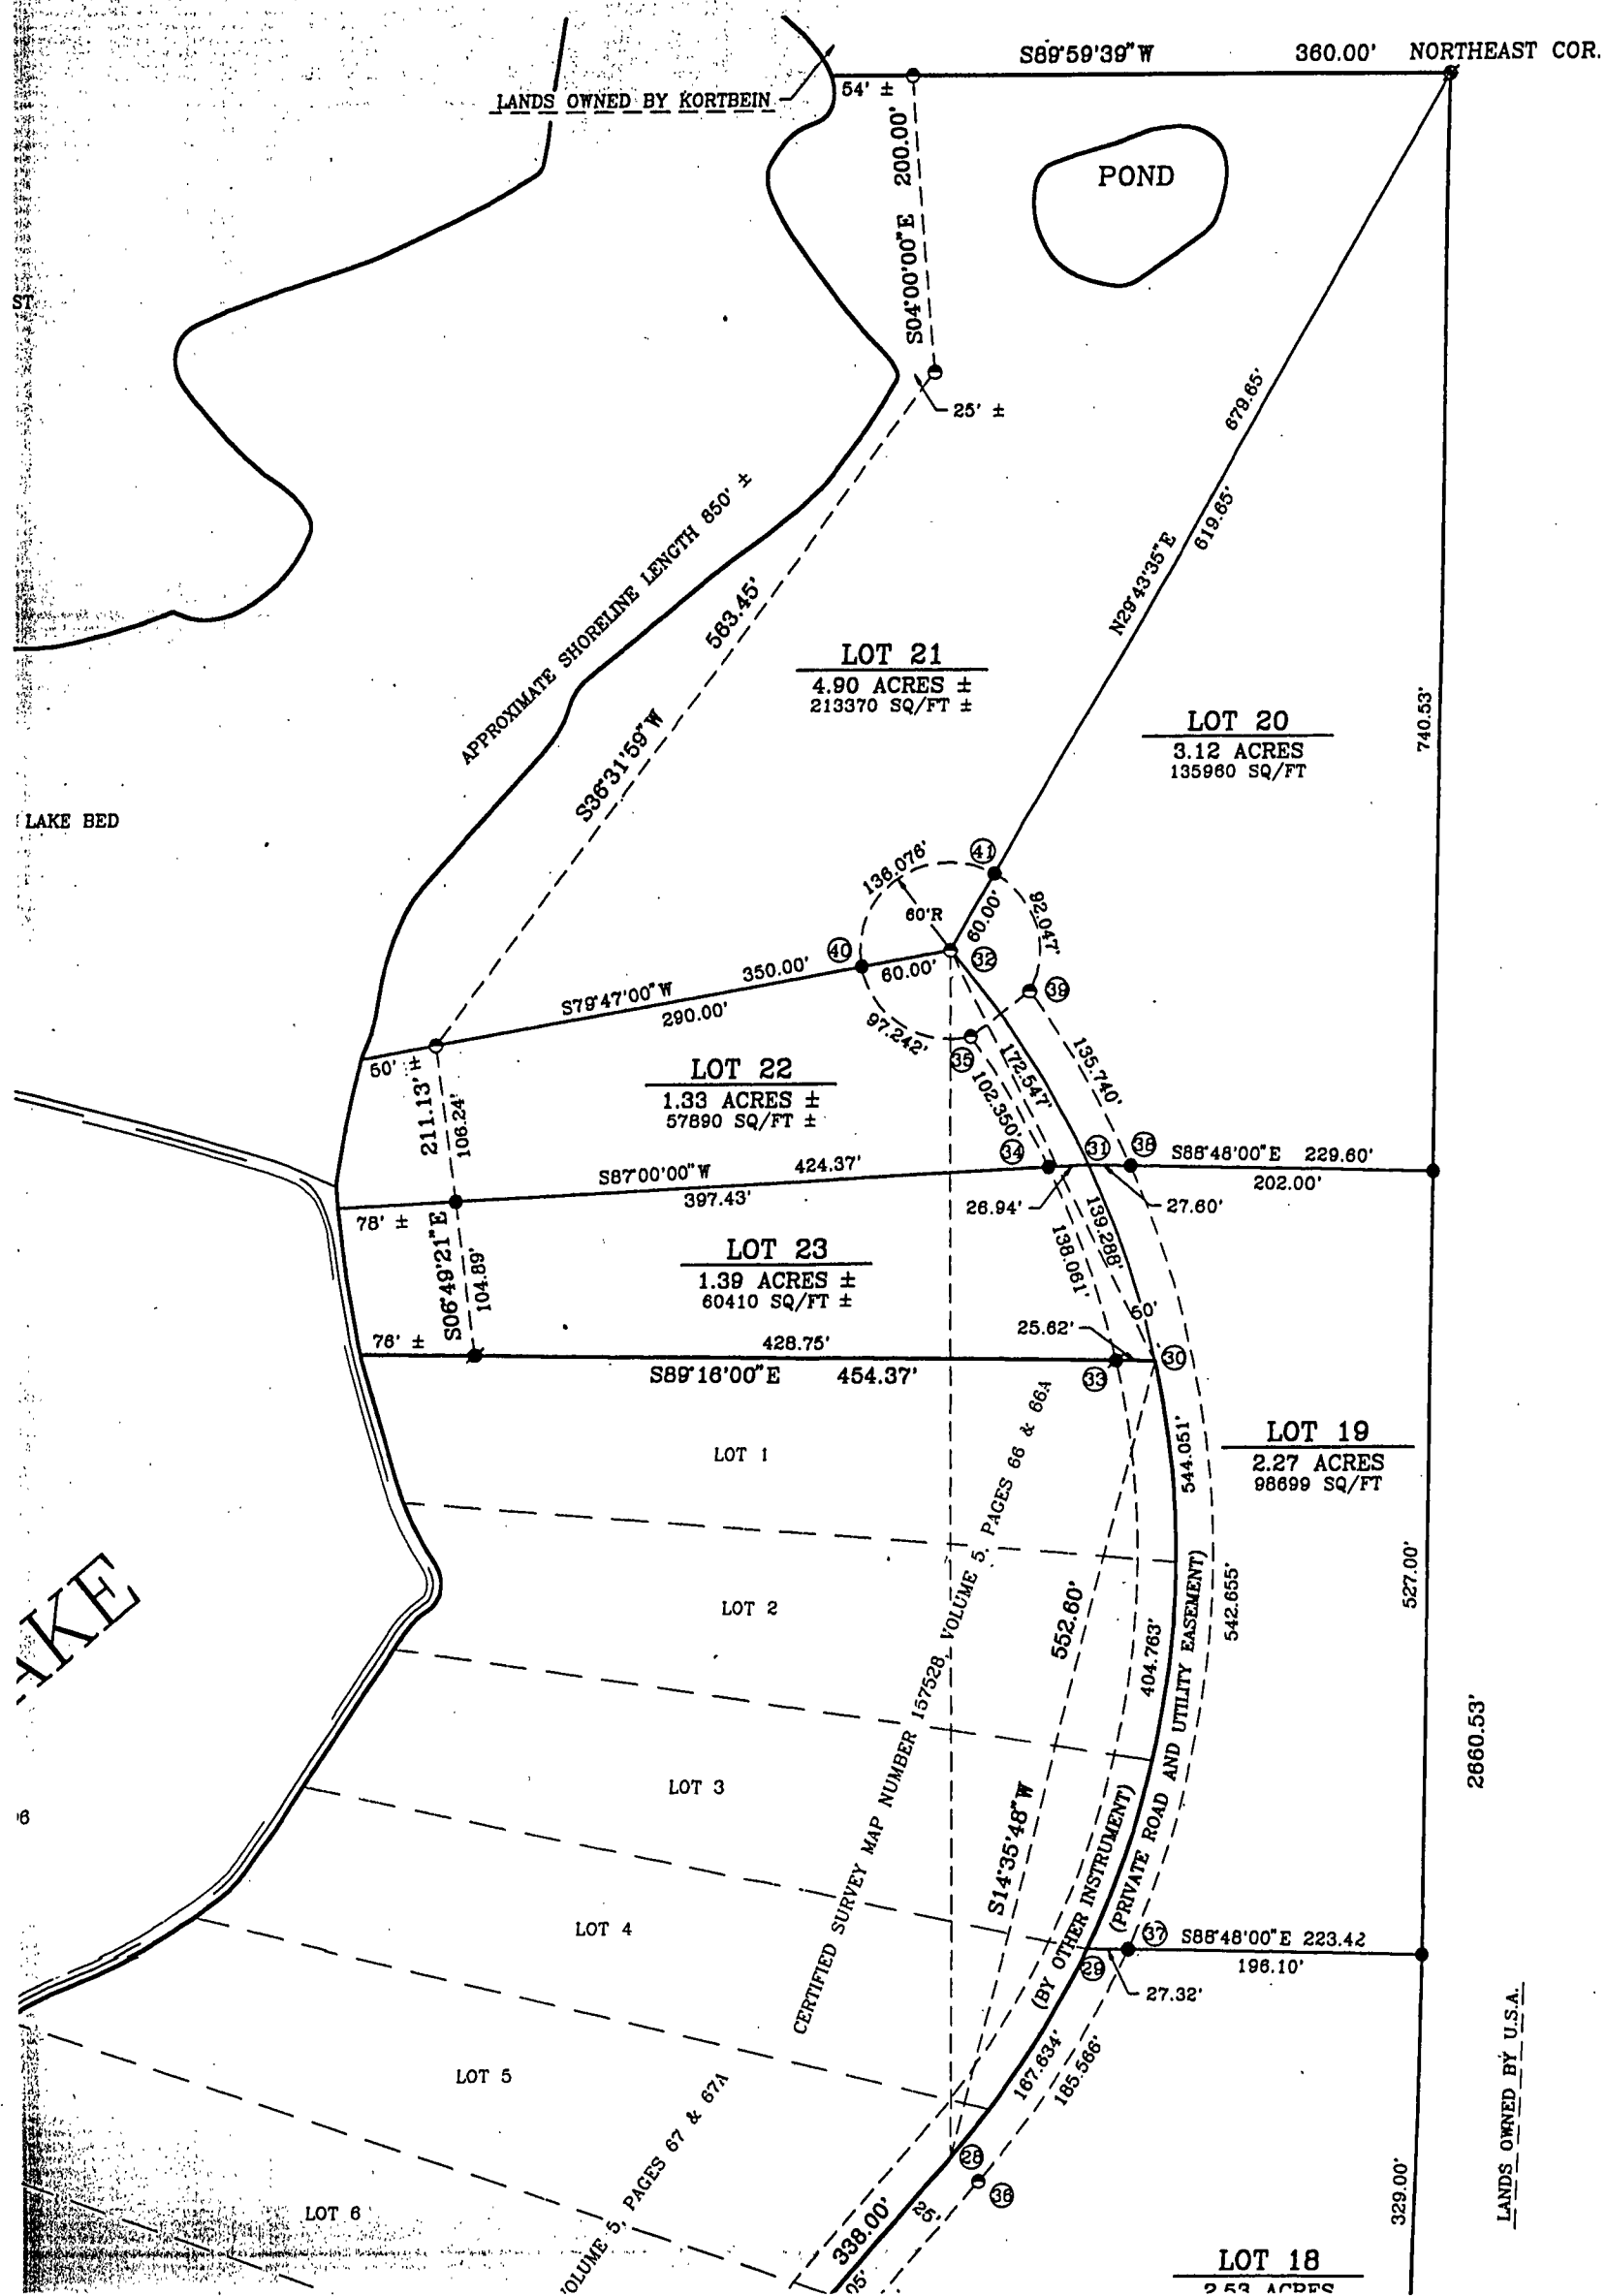 S89°59'39"W 360.00' NORTHEAST COR.
54' ±
LANDS OWNED BY KORTBEIN
S04°00'00"E 200.00'
POND
25' ±
ST
679.65'
N29°43'35"E 619.65'
APPROXIMATE SHORELINE LENGTH 850' ±
S36°31'59"W 563.45'
LOT 21
4.90 ACRES ±
213370 SQ/FT ±
LOT 20
3.12 ACRES
135960 SQ/FT
740.53'
LAKE BED
136.076'
41
60'R
60.00'
92.047'
40
32
39
S79°47'00"W 350.00'
290.00'
60.00'
97.242'
35
50' ±
211.13'
106.24'
LOT 22
1.33 ACRES ±
57890 SQ/FT ±
172.547'
102.350'
135.740'
34
31
38
S88°48'00"E 229.60'
202.00'
S87°00'00"W 424.37'
397.43'
26.94'
27.60'
78' ±
S06°49'21"E
104.89'
LOT 23
1.39 ACRES ±
60410 SQ/FT ±
139.288'
138.061'
50'
25.62'
76' ±
428.75'
S89°16'00"E 454.37'
33
30
LOT 1
544.051'
LOT 19
2.27 ACRES
98699 SQ/FT
AKE
LOT 2
552.60'
S14°35'48"W
404.763'
542.655'
527.00'
CERTIFIED SURVEY MAP NUMBER 157528, VOLUME 5, PAGES 66 & 66A
2660.53'
LOT 3
(BY OTHER INSTRUMENT)
(PRIVATE ROAD AND UTILITY EASEMENT)
LOT 4
37
S88°48'00"E 223.42
196.10'
29
27.32'
LOT 5
167.634'
185.566'
LANDS OWNED BY U.S.A.
28
36
VOLUME 5, PAGES 67 & 67A
LOT 6
338.00'
25'
05'
329.00'
LOT 18
2.53 ACRES